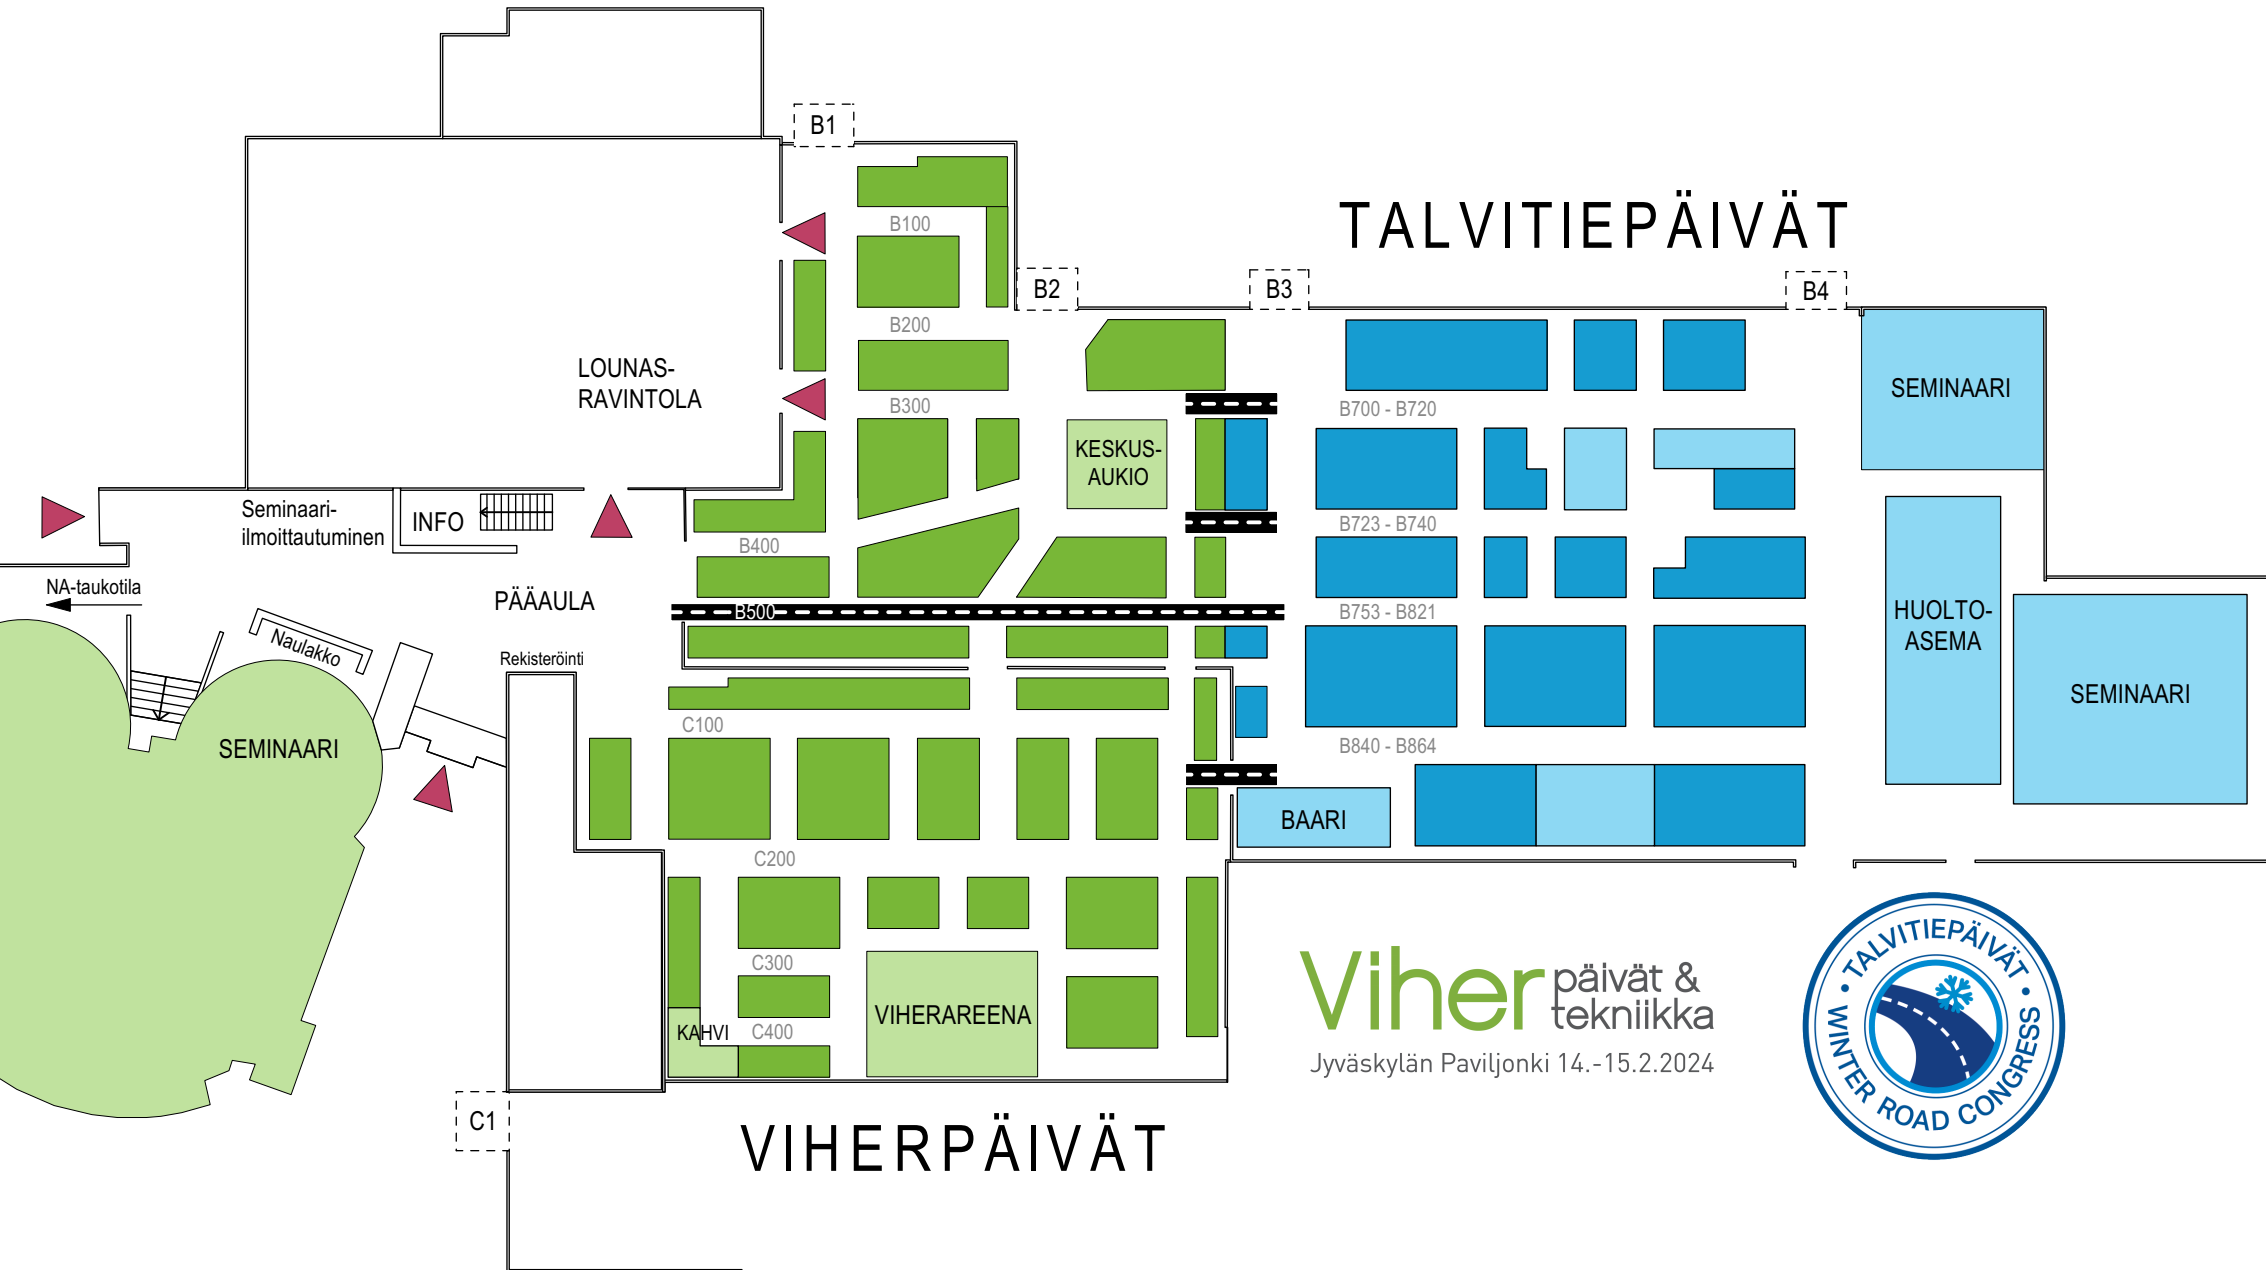 B1
TALVITIEPÄIVÄT
B100
B2
B3
B4
B200
LOUNAS-
RAVINTOLA
SEMINAARI
B300
B700 - B720
KESKUS-
AUKIO
Seminaari-
ilmoittautuminen
INFO
B723 - B740
B400
NA-taukotila
PÄÄAULA
B500
B753 - B821
HUOLTO-
ASEMA
Naulakko
Rekisteröinti
SEMINAARI
C100
SEMINAARI
B840 - B864
BAARI
C200
C300
KAHVI
C400
VIHERAREENA
Viher päivät &
tekniikka
Jyväskylän Paviljonki 14.-15.2.2024
• TALVITIEPÄIVÄT •
WINTER ROAD CONGRESS
C1
VIHERPÄIVÄT